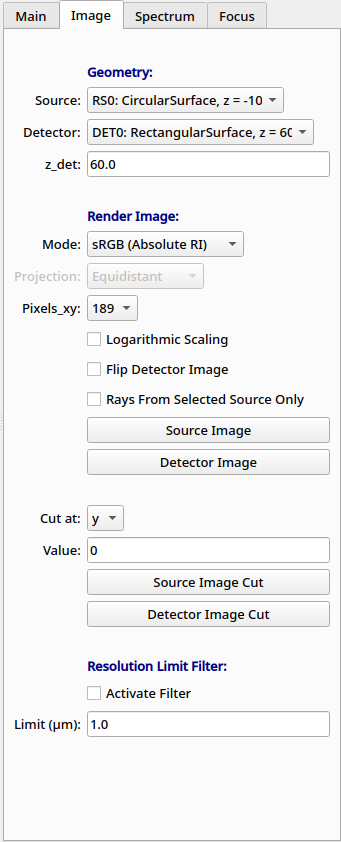 Main Image Spectrum Focus
Geometry:
Source: RS0: CircularSurface, z = -10
Detector: DET0: RectangularSurface, z = 60
z_det: 60.0
Render Image:
Mode: sRGB (Absolute RI)
Projection: Equidistant
Pixels_xy: 189
Logarithmic Scaling
Flip Detector Image
Rays From Selected Source Only
Source Image
Detector Image
Cut at: y
Value: 0
Source Image Cut
Detector Image Cut
Resolution Limit Filter:
Activate Filter
Limit (µm): 1.0